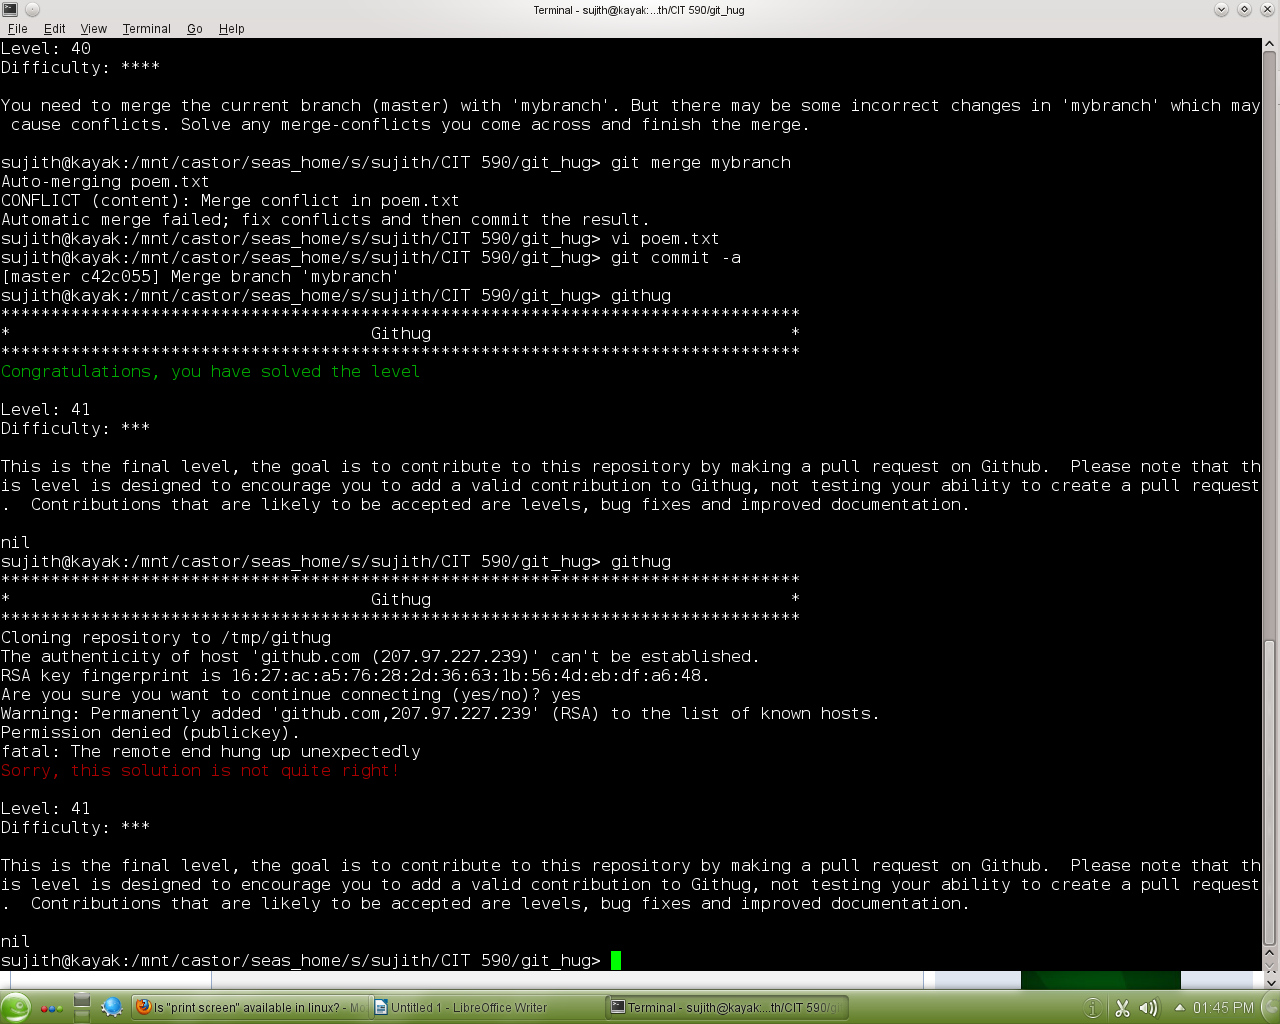 Terminal - sujith@kayak:...th/CIT 590/git_hug
File Edit View Terminal Go Help
Level: 40
Difficulty: ****
You need to merge the current branch (master) with 'mybranch'. But there may be some incorrect changes in 'mybranch' which may
cause conflicts. Solve any merge-conflicts you come across and finish the merge.
sujith@kayak:/mnt/castor/seas_home/s/sujith/CIT 590/git_hug> git merge mybranch
Auto-merging poem.txt
CONFLICT (content): Merge conflict in poem.txt
Automatic merge failed; fix conflicts and then commit the result.
sujith@kayak:/mnt/castor/seas_home/s/sujith/CIT 590/git_hug> vi poem.txt
sujith@kayak:/mnt/castor/seas_home/s/sujith/CIT 590/git_hug> git commit -a
[master c42c055] Merge branch 'mybranch'
sujith@kayak:/mnt/castor/seas_home/s/sujith/CIT 590/git_hug> githug
********************************************************************************
* Githug *
********************************************************************************
Congratulations, you have solved the level
Level: 41
Difficulty: ***
This is the final level, the goal is to contribute to this repository by making a pull request on Github.  Please note that th
is level is designed to encourage you to add a valid contribution to Githug, not testing your ability to create a pull request
.  Contributions that are likely to be accepted are levels, bug fixes and improved documentation.
nil
sujith@kayak:/mnt/castor/seas_home/s/sujith/CIT 590/git_hug> githug
********************************************************************************
* Githug *
********************************************************************************
Cloning repository to /tmp/githug
The authenticity of host 'github.com (207.97.227.239)' can't be established.
RSA key fingerprint is 16:27:ac:a5:76:28:2d:36:63:1b:56:4d:eb:df:a6:48.
Are you sure you want to continue connecting (yes/no)? yes
Warning: Permanently added 'github.com,207.97.227.239' (RSA) to the list of known hosts.
Permission denied (publickey).
fatal: The remote end hung up unexpectedly
Sorry, this solution is not quite right!
Level: 41
Difficulty: ***
This is the final level, the goal is to contribute to this repository by making a pull request on Github.  Please note that th
is level is designed to encourage you to add a valid contribution to Githug, not testing your ability to create a pull request
.  Contributions that are likely to be accepted are levels, bug fixes and improved documentation.
nil
sujith@kayak:/mnt/castor/seas_home/s/sujith/CIT 590/git_hug>
Is "print screen" available in linux? - Mo Untitled 1 - LibreOffice Writer Terminal - sujith@kayak:...th/CIT 590/g 01:45 PM